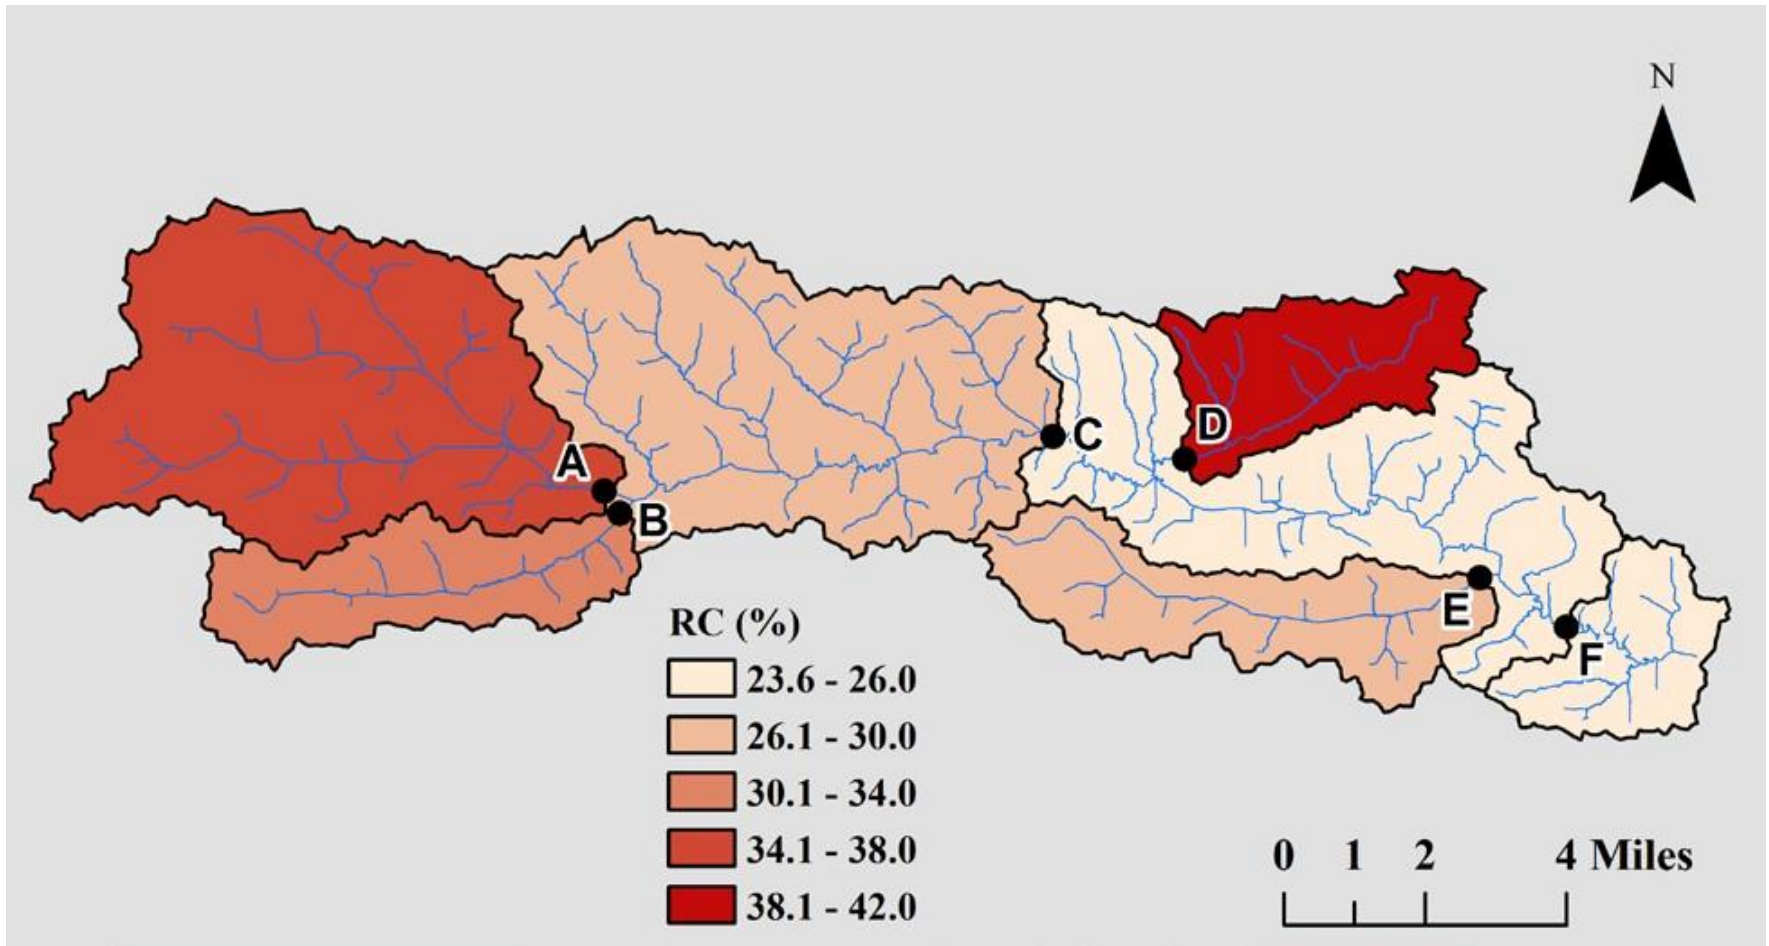 N
A
B
C
D
E
F
RC (%)
23.6 - 26.0
26.1 - 30.0
30.1 - 34.0
34.1 - 38.0
38.1 - 42.0
0 1 2 4 Miles